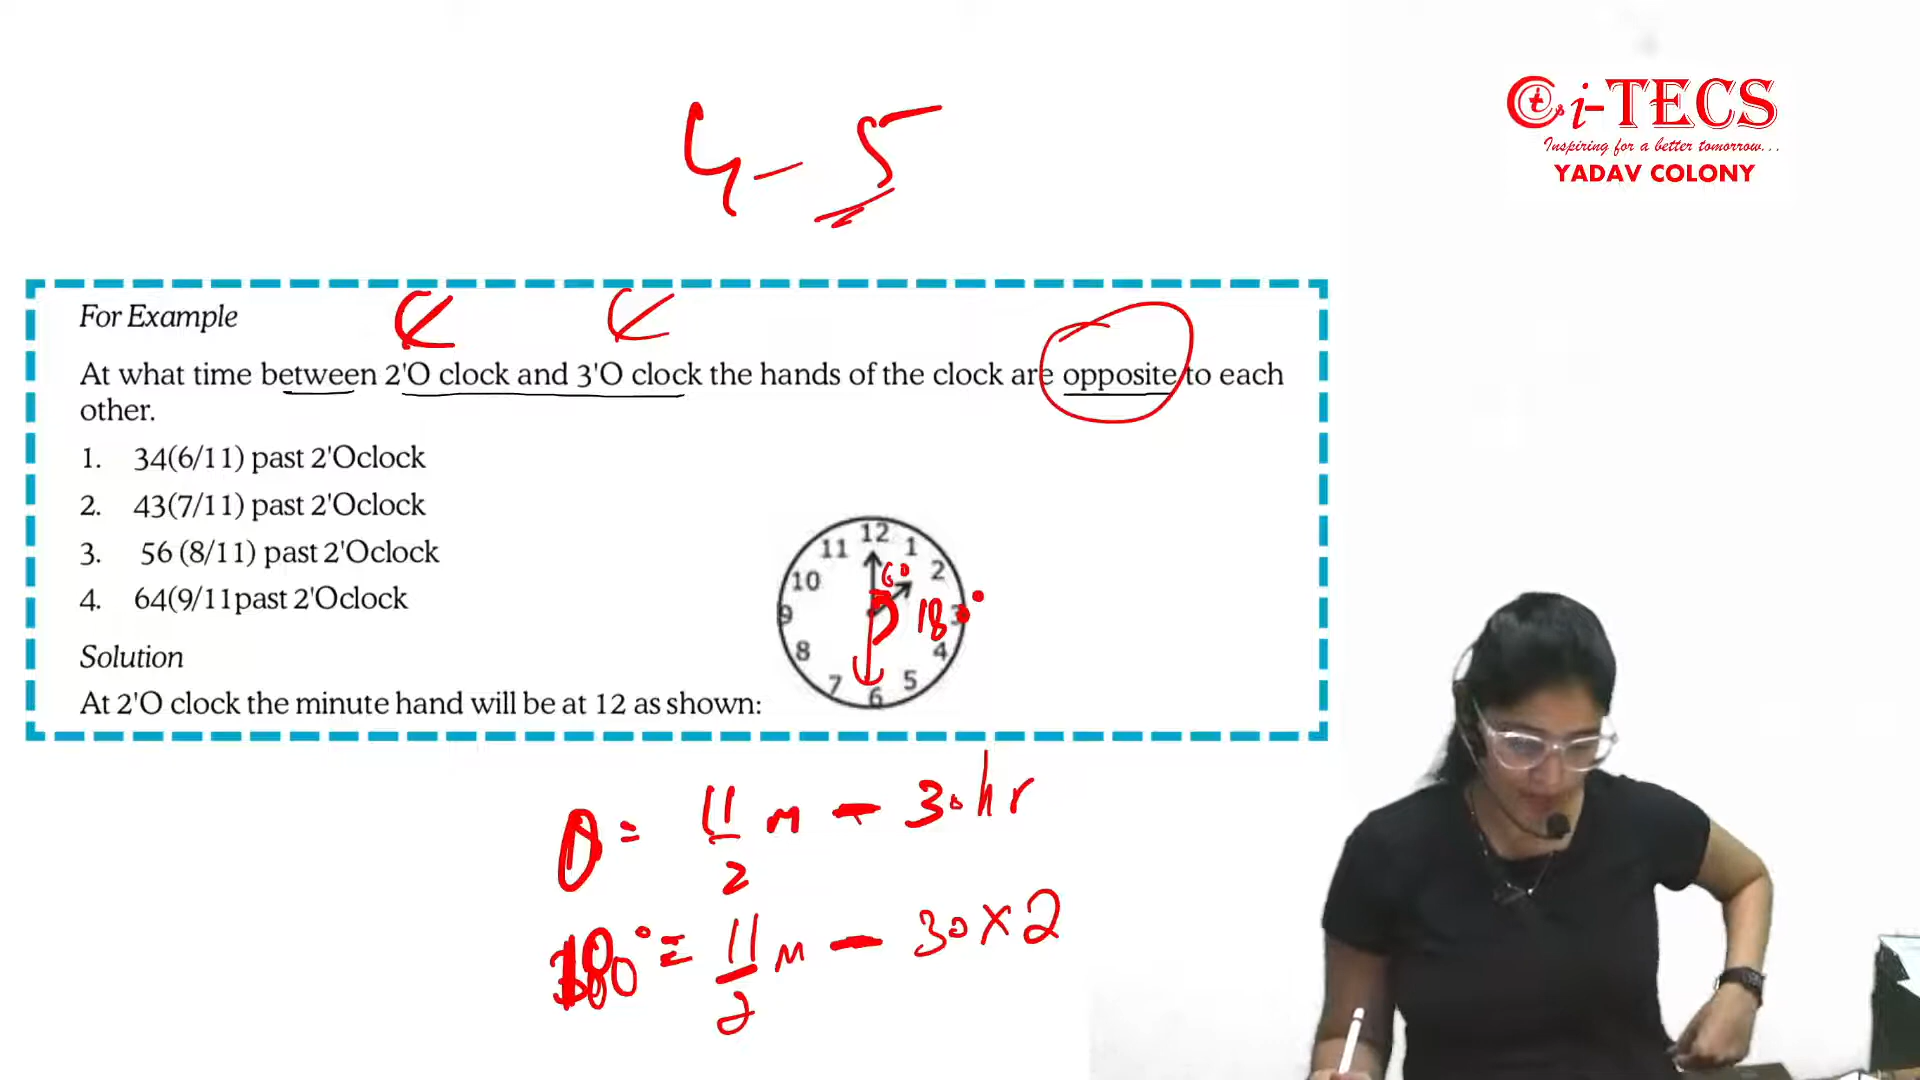 i-TECS
Inspiring for a better tomorrow...
YADAV COLONY
4 - 5
For Example
At what time between 2'O clock and 3'O clock the hands of the clock are opposite to each
other.
1. 34(6/11) past 2'Oclock
2. 43(7/11) past 2'Oclock
3. 56 (8/11) past 2'Oclock
4. 64(9/11past 2'Oclock
12
11 1
10 60 2
9 180° 3
8 4
7 5
6
Solution
At 2'O clock the minute hand will be at 12 as shown:
θ = 11/2 m - 30hr
180° = 11/2 m - 30×2